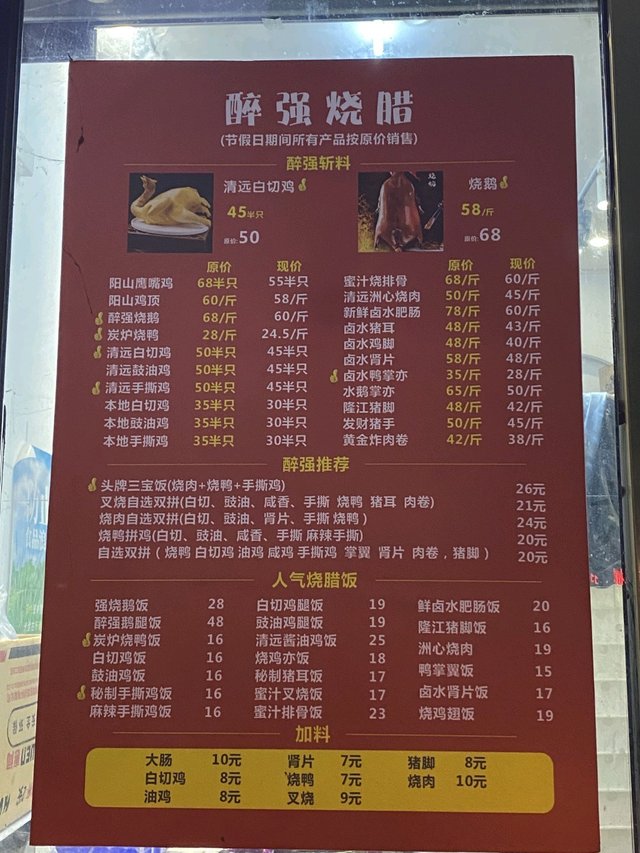 醉强烧腊
(节假日期间所有产品按原价销售)
醉强斩料
清远白切鸡
45半只
原价:50
烧鹅
58/斤
原价:68
原价 现价
阳山鹰嘴鸡 68半只 55半只
阳山鸡顶 60/斤 58/斤
醉强烧鹅 68/斤 60/斤
炭炉烧鸭 28/斤 24.5/斤
清远白切鸡 50半只 45半只
清远鼓油鸡 50半只 45半只
清远手撕鸡 50半只 45半只
本地白切鸡 35半只 30半只
本地豉油鸡 35半只 30半只
本地手撕鸡 35半只 30半只
原价 现价
蜜汁烧排骨 68/斤 60/斤
清远洲心烧肉 50/斤 45/斤
新鲜卤水肥肠 78/斤 60/斤
卤水猪耳 48/斤 43/斤
卤水鸡脚 48/斤 40/斤
卤水肾片 58/斤 48/斤
卤水鸭掌亦 35/斤 28/斤
水鹅掌亦 65/斤 50/斤
隆江猪脚 48/斤 42/斤
发财猪手 50/斤 45/斤
黄金炸肉卷 42/斤 38/斤
醉强推荐
头牌三宝饭(烧肉+烧鸭+手撕鸡) 26元
叉烧自选双拼(白切、豉油、咸香、手撕 烧鸭 猪耳 肉卷) 21元
烧肉自选双拼(白切、豉油、肾片、手撕 烧鸭) 24元
烧鸭拼鸡(白切、豉油、咸香、手撕 麻辣手撕) 20元
自选双拼(烧鸭 白切鸡 油鸡 咸鸡 手撕鸡 掌翼 肾片 肉卷,猪脚) 20元
人气烧腊饭
强烧鹅饭 28
醉强鹅腿饭 48
炭炉烧鸭饭 16
白切鸡饭 16
鼓油鸡饭 16
秘制手撕鸡饭 16
麻辣手撕鸡饭 16
白切鸡腿饭 19
豉油鸡腿饭 19
清远酱油鸡饭 25
烧鸡亦饭 18
秘制猪耳饭 17
蜜汁叉烧饭 17
蜜汁排骨饭 23
鲜卤水肥肠饭 20
隆江猪脚饭 16
洲心烧肉 19
鸭掌翼饭 15
卤水肾片饭 17
烧鸡翅饭 19
加料
大肠 10元 肾片 7元 猪脚 8元
白切鸡 8元 烧鸭 7元 烧肉 10元
油鸡 8元 叉烧 9元